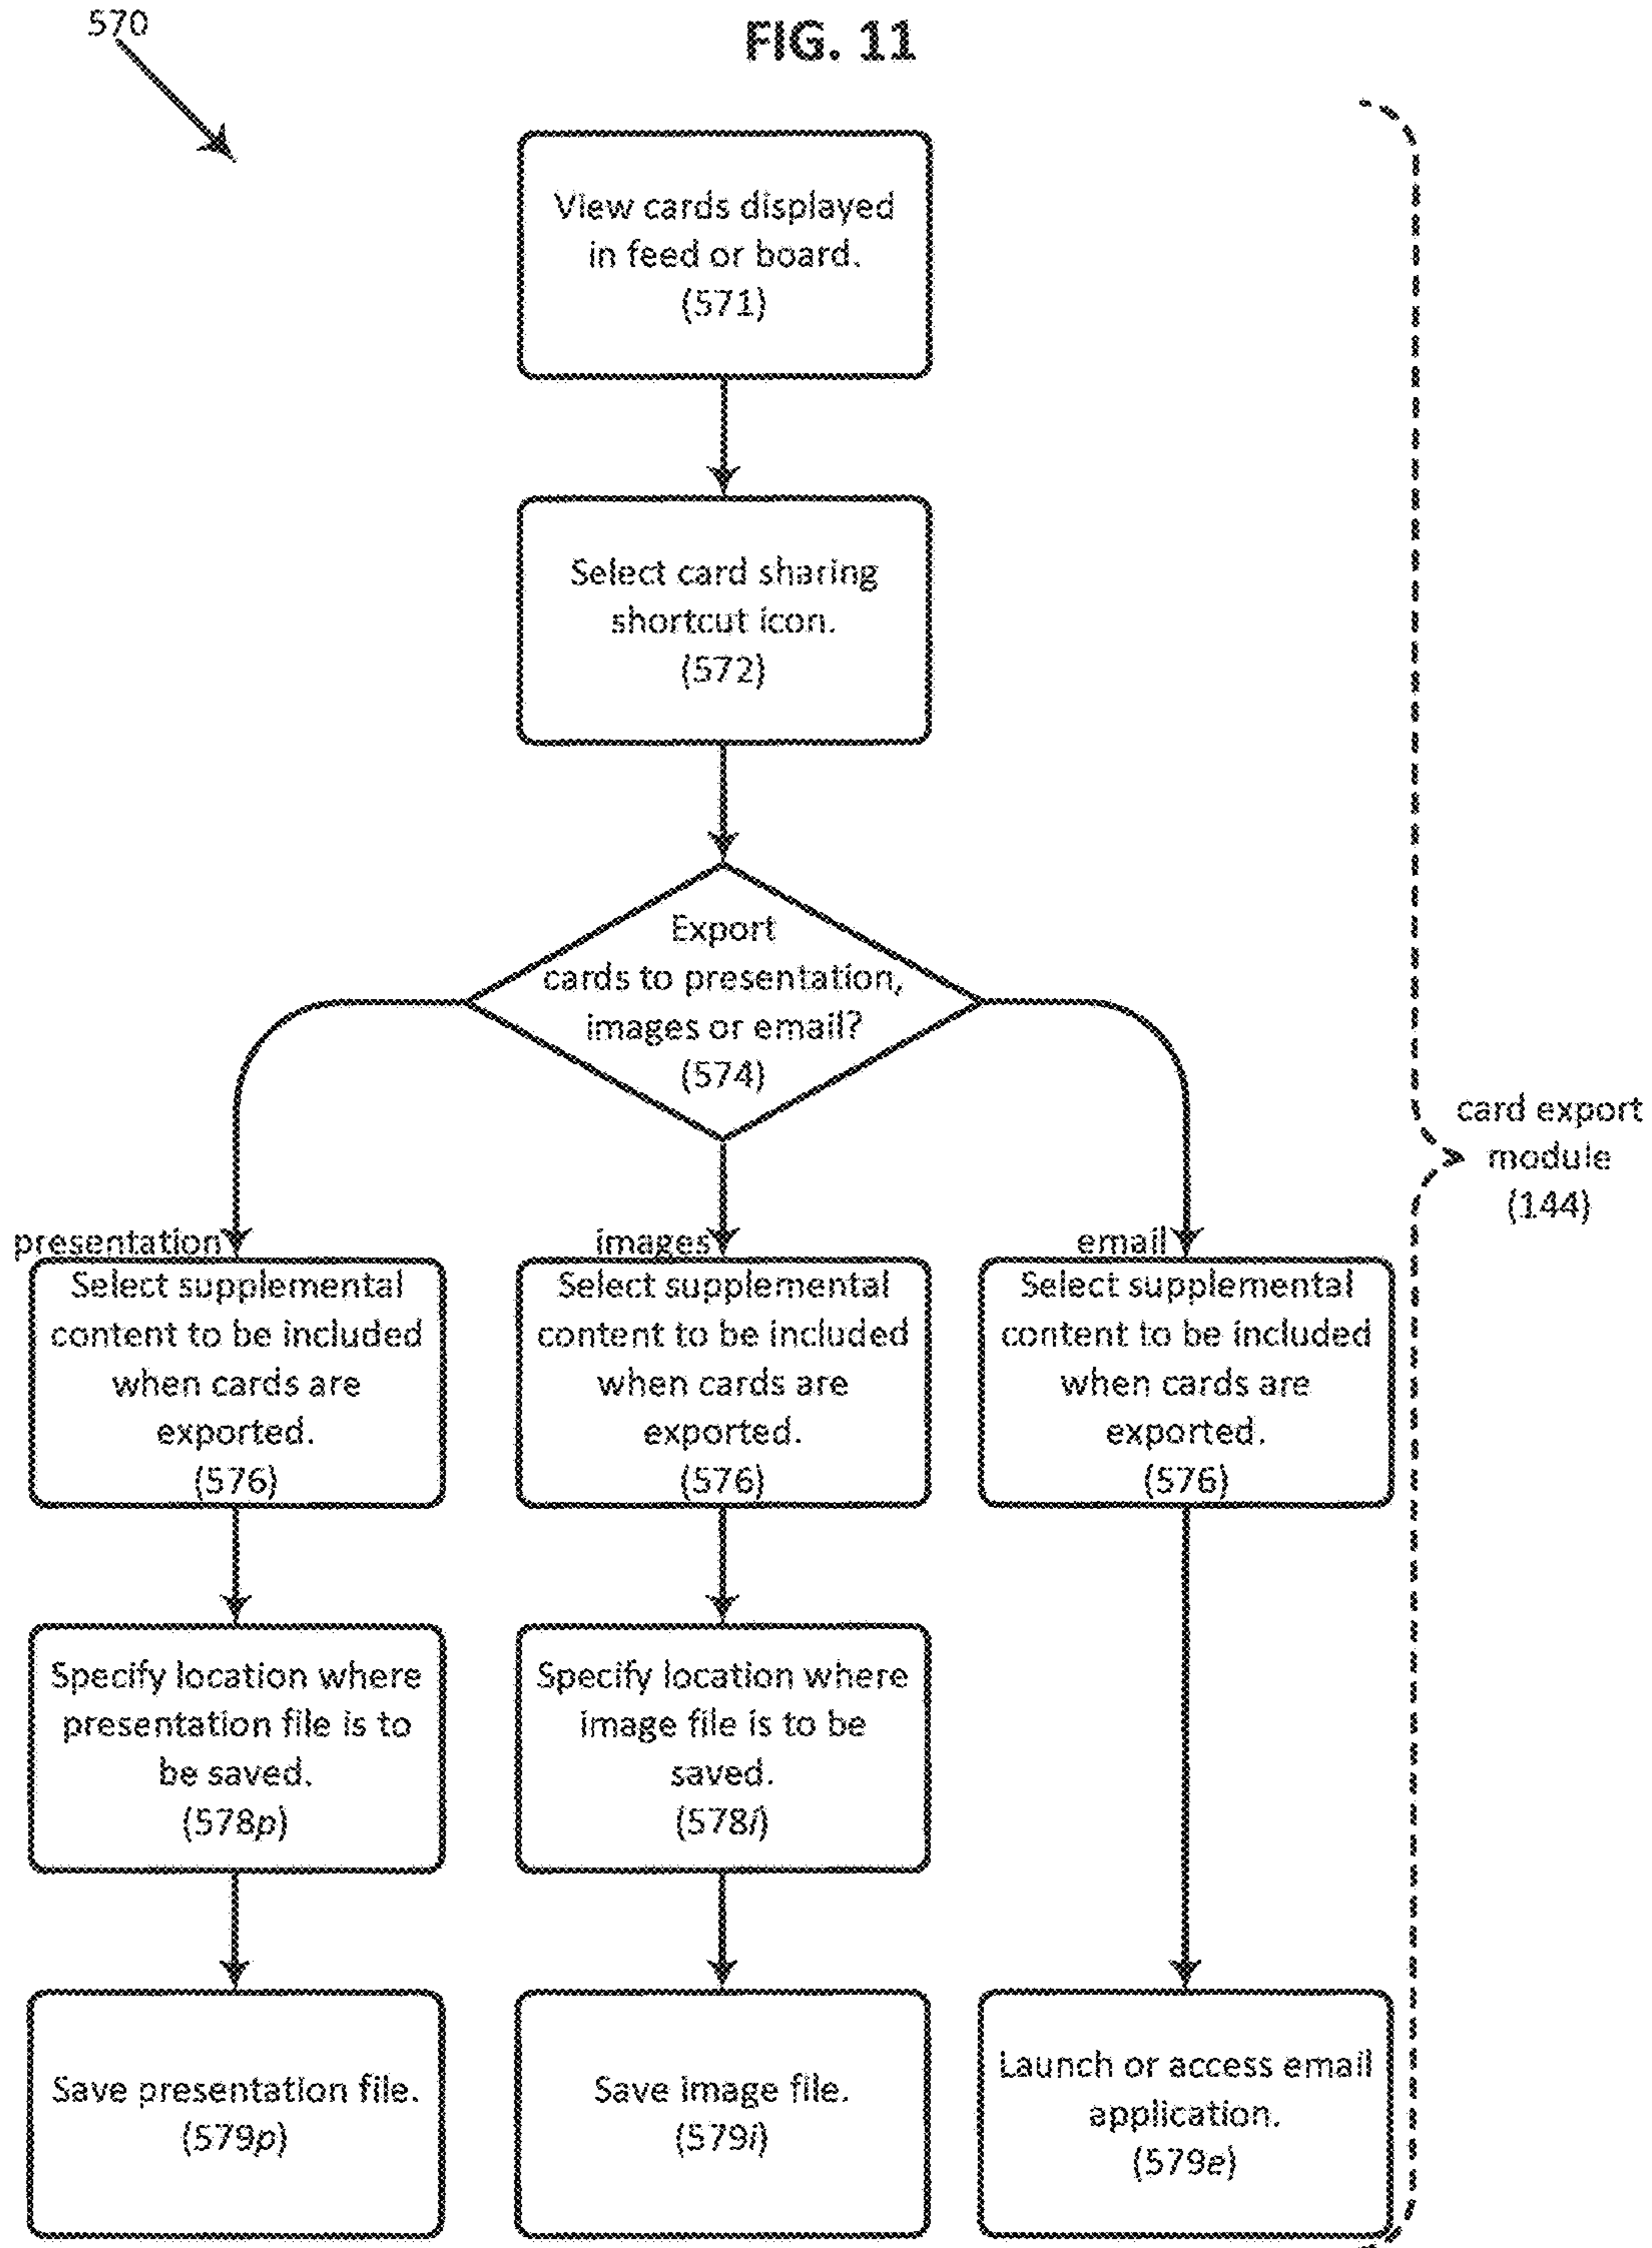 570
FIG. 11
View cards displayed
in feed or board.
(571)
Select card sharing
shortcut icon.
(572)
Export
cards to presentation,
images or email?
(574)
card export
module
(144)
presentation
Select supplemental
content to be included
when cards are
exported.
(576)
images
Select supplemental
content to be included
when cards are
exported.
(576)
email
Select supplemental
content to be included
when cards are
exported.
(576)
Specify location where
presentation file is to
be saved.
(578p)
Specify location where
image file is to be
saved.
(578i)
Save presentation file.
(579p)
Save image file.
(579i)
Launch or access email
application.
(579e)